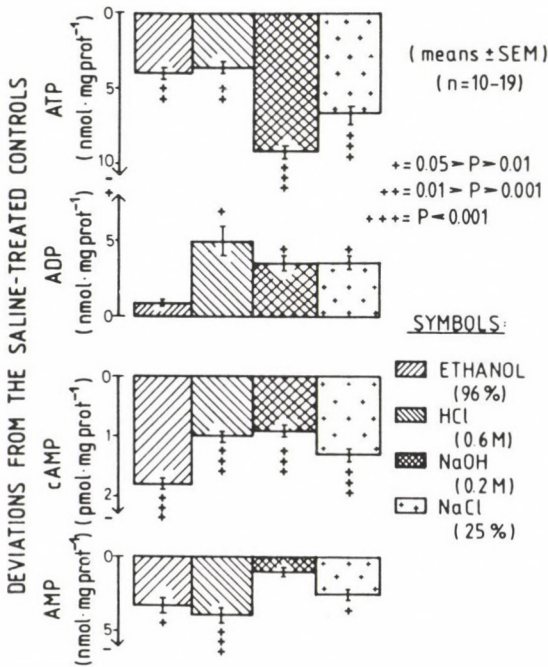 DEVIATIONS FROM THE SALINE-TREATED CONTROLS
ATP
(nmol·mg prot⁻¹)
0
5
10
-
+
+
+
+
+
+
+
+
+
+
+
+
+
(means ± SEM)
(n=10-19)
+=0.05>P>0.01
++=0.01>P>0.001
+++=P<0.001
ADP
(nmol·mg prot⁻¹)
5
0
+
+
+
cAMP
(pmol·mg prot⁻¹)
0
1
2
-
+
+
+
+
+
+
+
+
+
+
+
+
AMP
(nmol·mg prot⁻¹)
0
5
-
+
+
+
+
+
SYMBOLS:
ETHANOL
(96%)
HCl
(0.6M)
NaOH
(0.2M)
NaCl
(25%)